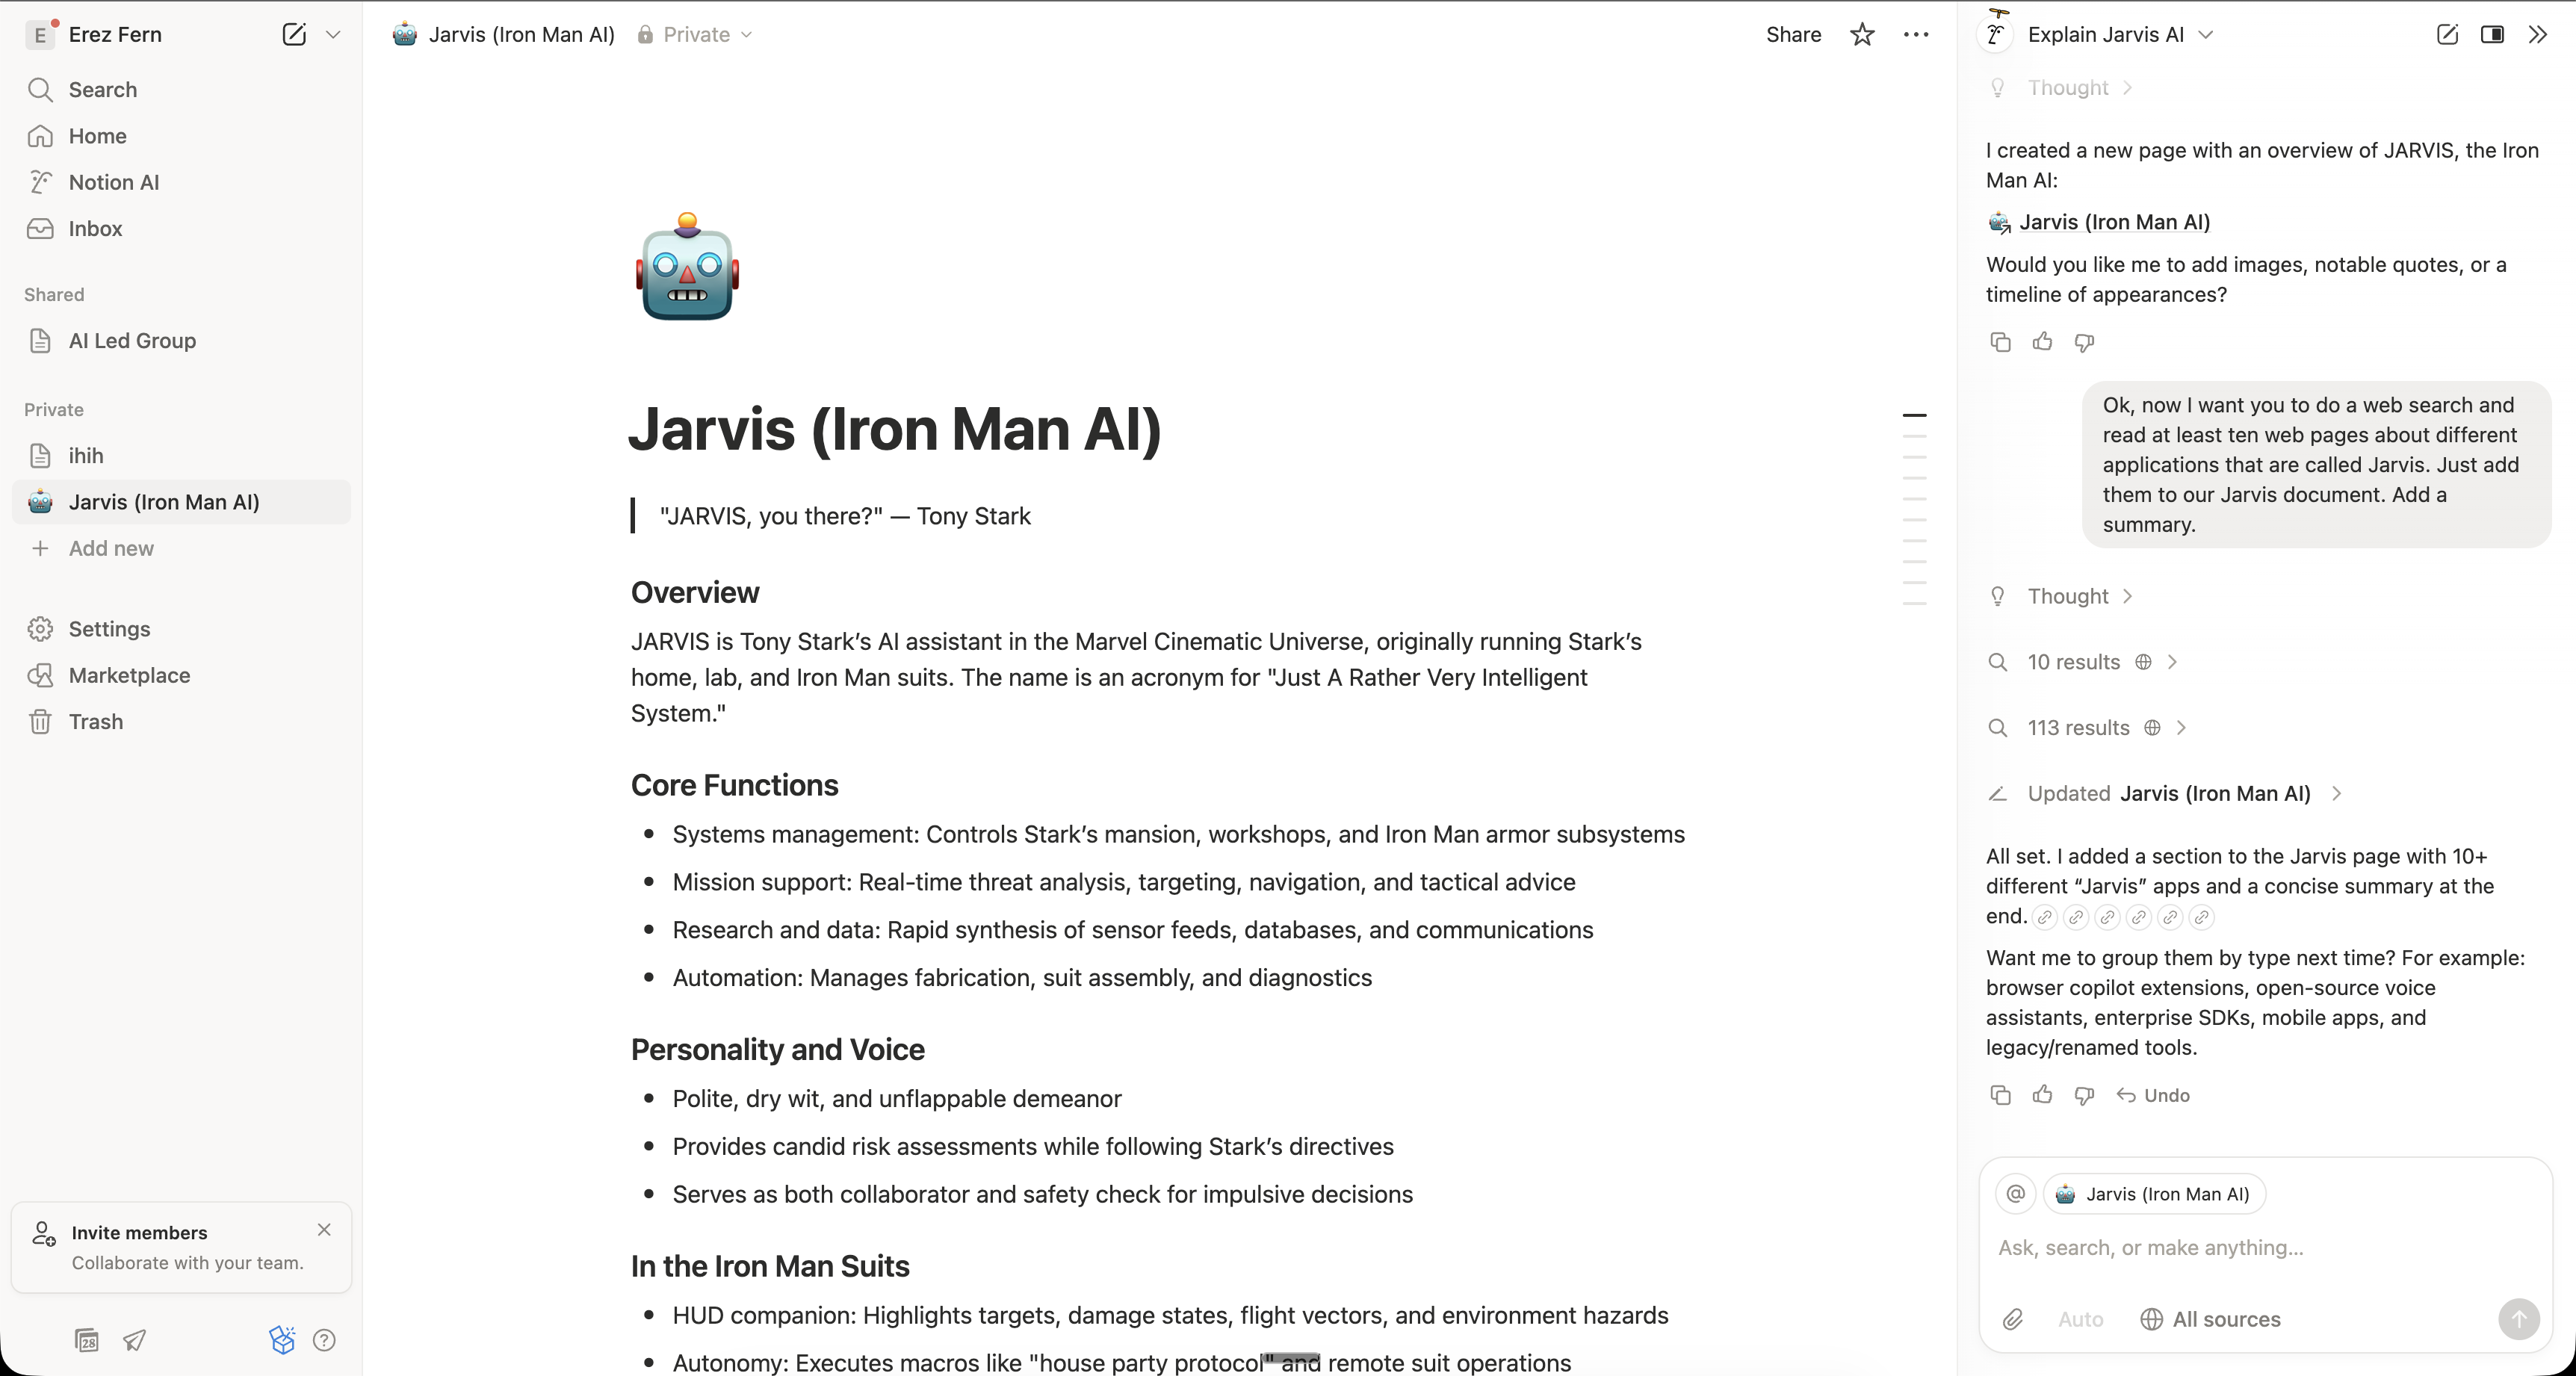 E Erez Fern
Search
Home
Notion AI
Inbox
Shared
AI Led Group
Private
ihih
Jarvis (Iron Man AI)
Add new
Settings
Marketplace
Trash
Invite members
Collaborate with your team.
28
Jarvis (Iron Man AI) Private
Share
Jarvis (Iron Man AI)
"JARVIS, you there?" — Tony Stark
Overview
JARVIS is Tony Stark’s AI assistant in the Marvel Cinematic Universe, originally running Stark’s
home, lab, and Iron Man suits. The name is an acronym for "Just A Rather Very Intelligent
System."
Core Functions
• Systems management: Controls Stark’s mansion, workshops, and Iron Man armor subsystems
• Mission support: Real-time threat analysis, targeting, navigation, and tactical advice
• Research and data: Rapid synthesis of sensor feeds, databases, and communications
• Automation: Manages fabrication, suit assembly, and diagnostics
Personality and Voice
• Polite, dry wit, and unflappable demeanor
• Provides candid risk assessments while following Stark’s directives
• Serves as both collaborator and safety check for impulsive decisions
In the Iron Man Suits
• HUD companion: Highlights targets, damage states, flight vectors, and environment hazards
• Autonomy: Executes macros like "house party protocol" and remote suit operations
Explain Jarvis AI
Thought
I created a new page with an overview of JARVIS, the Iron
Man AI:
Jarvis (Iron Man AI)
Would you like me to add images, notable quotes, or a
timeline of appearances?
Ok, now I want you to do a web search and
read at least ten web pages about different
applications that are called Jarvis. Just add
them to our Jarvis document. Add a
summary.
Thought
10 results
113 results
Updated Jarvis (Iron Man AI)
All set. I added a section to the Jarvis page with 10+
different “Jarvis” apps and a concise summary at the
end.
Want me to group them by type next time? For example:
browser copilot extensions, open-source voice
assistants, enterprise SDKs, mobile apps, and
legacy/renamed tools.
Undo
@ Jarvis (Iron Man AI)
Ask, search, or make anything...
Auto All sources